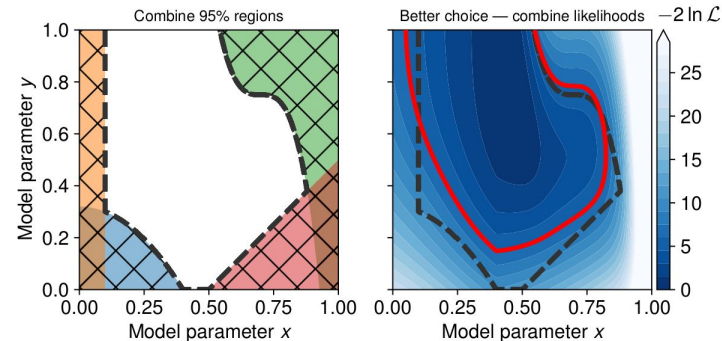 Combine 95% regions
Better choice — combine likelihoods
−2 ln ℒ
1.0
0.8
0.6
0.4
0.2
0.0
Model parameter y
0.00 0.25 0.50 0.75 1.00
Model parameter x
0.00 0.25 0.50 0.75 1.00
Model parameter x
25
20
15
10
5
0